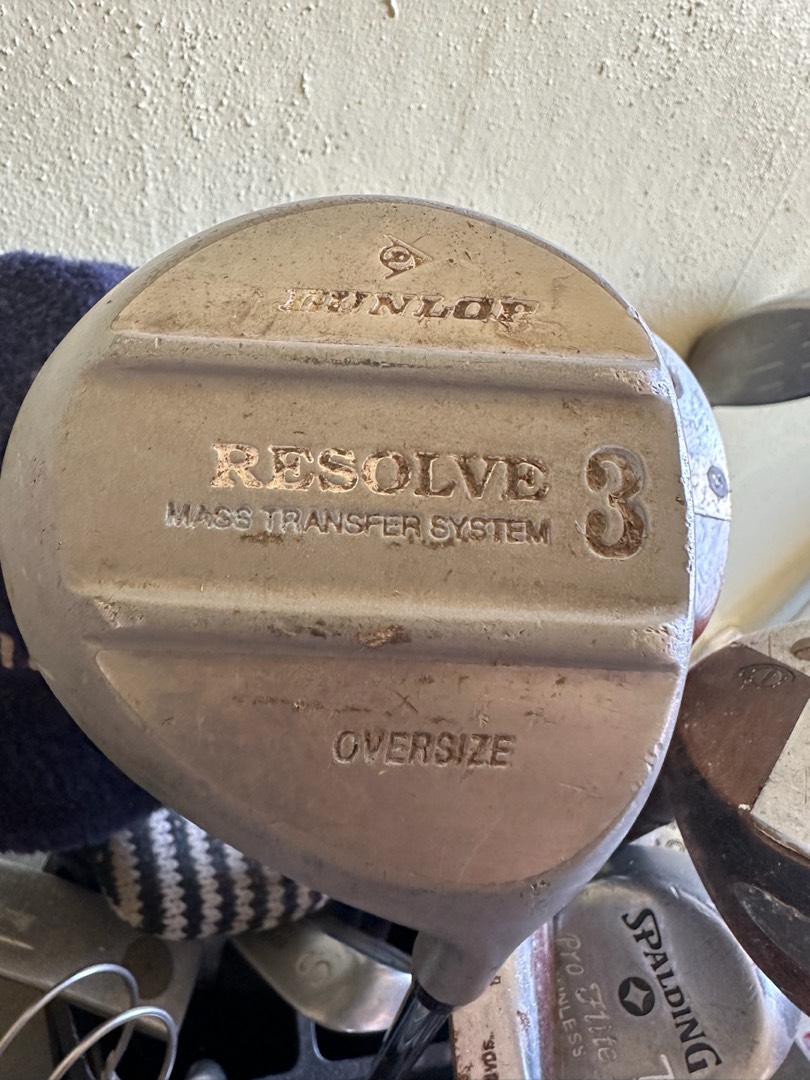 DUNLOP
RESOLVE 3
MASS TRANSFER SYSTEM
OVERSIZE
SPALDING
Pro Flite